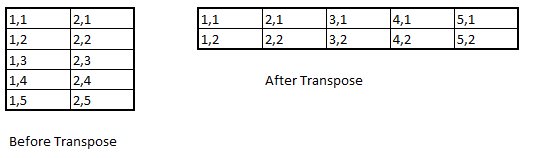 1,1 2,1
1,2 2,2
1,3 2,3
1,4 2,4
1,5 2,5
Before Transpose
1,1 2,1 3,1 4,1 5,1
1,2 2,2 3,2 4,2 5,2
After Transpose